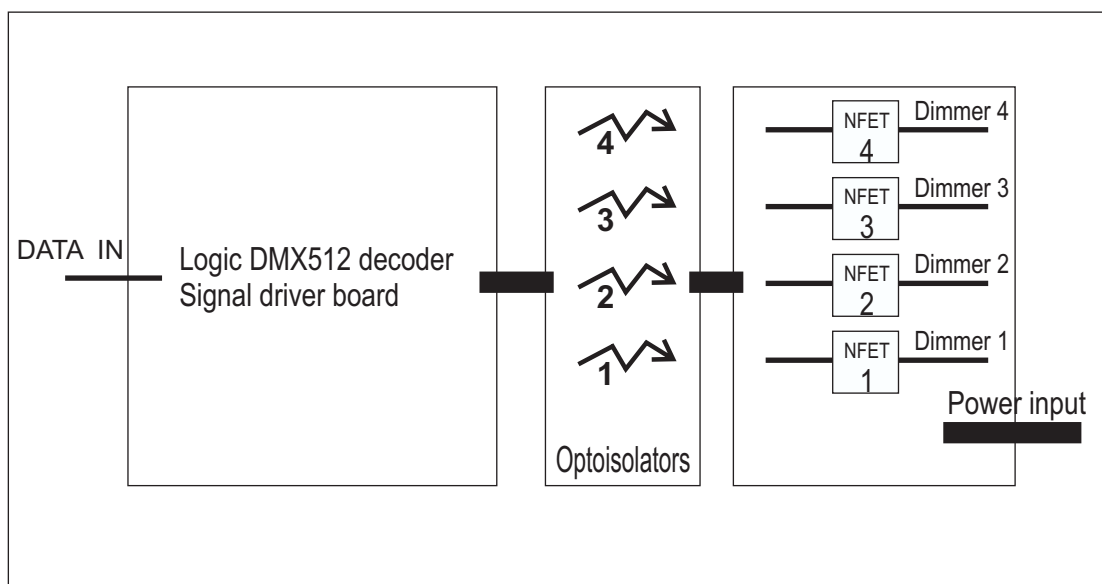 DATA IN
Logic DMX512 decoder
Signal driver board
4
3
2
1
Optoisolators
NFET
4
Dimmer 4
NFET
3
Dimmer 3
NFET
2
Dimmer 2
NFET
1
Dimmer 1
Power input